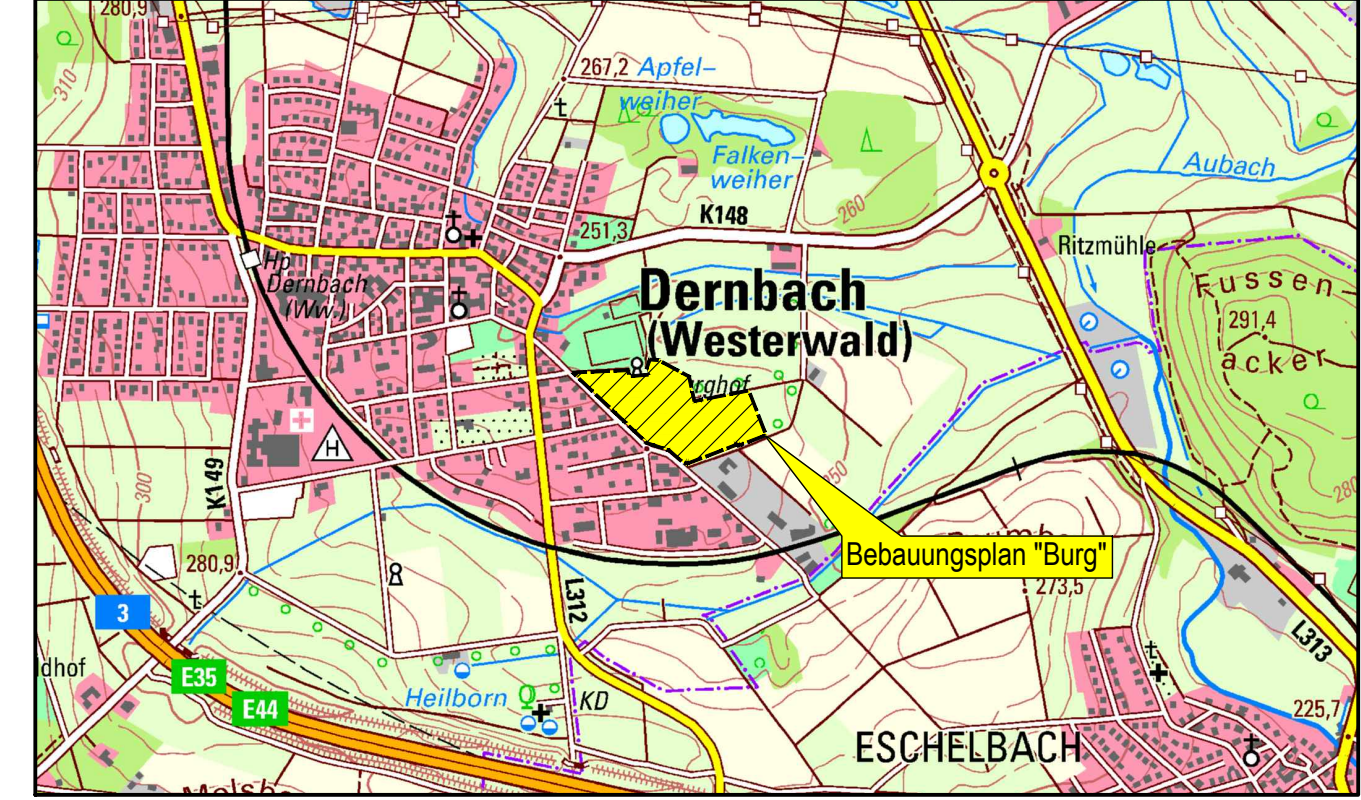 280,9
310
267,2 Apfel-
weiher
Falken-
weiher
K148
260
Aubach
251,3
Ritzmühle
Hp
Dernbach
(Ww.)
Dernbach
(Westerwald)
Fussen-
291,4
acker
rghof
H
300
K149
250
280
Bebauungsplan "Burg"
280,9
273,5
3
L312
L313
ldhof
E35
Heilborn
KD
E44
225,7
ESCHELBACH